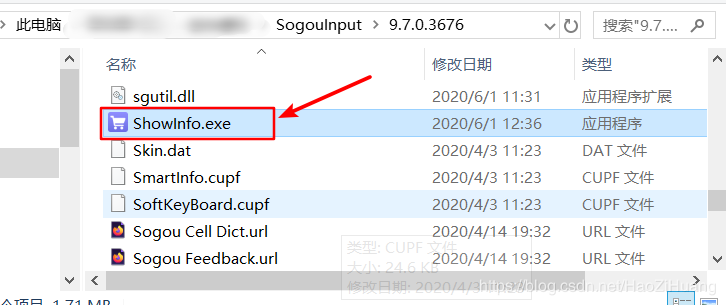 此电脑 SogouInput 9.7.0.3676 搜索"9.7....
名称 修改日期 类型
sgutil.dll 2020/6/1 11:31 应用程序扩展
ShowInfo.exe 2020/6/1 12:36 应用程序
Skin.dat 2020/4/3 11:23 DAT 文件
SmartInfo.cupf 2020/4/3 11:23 CUPF 文件
SoftKeyBoard.cupf 2020/4/3 11:23 CUPF 文件
Sogou Cell Dict.url 2020/4/14 19:32 URL 文件
类型: CUPF 文件
Sogou Feedback.url 2020/4/14 19:32 URL 文件
大小: 24.6 KB
修改日期: 2020/4/3 11:23
https://blog.csdn.net/HaoZiHuang
个项目 1.71 MB